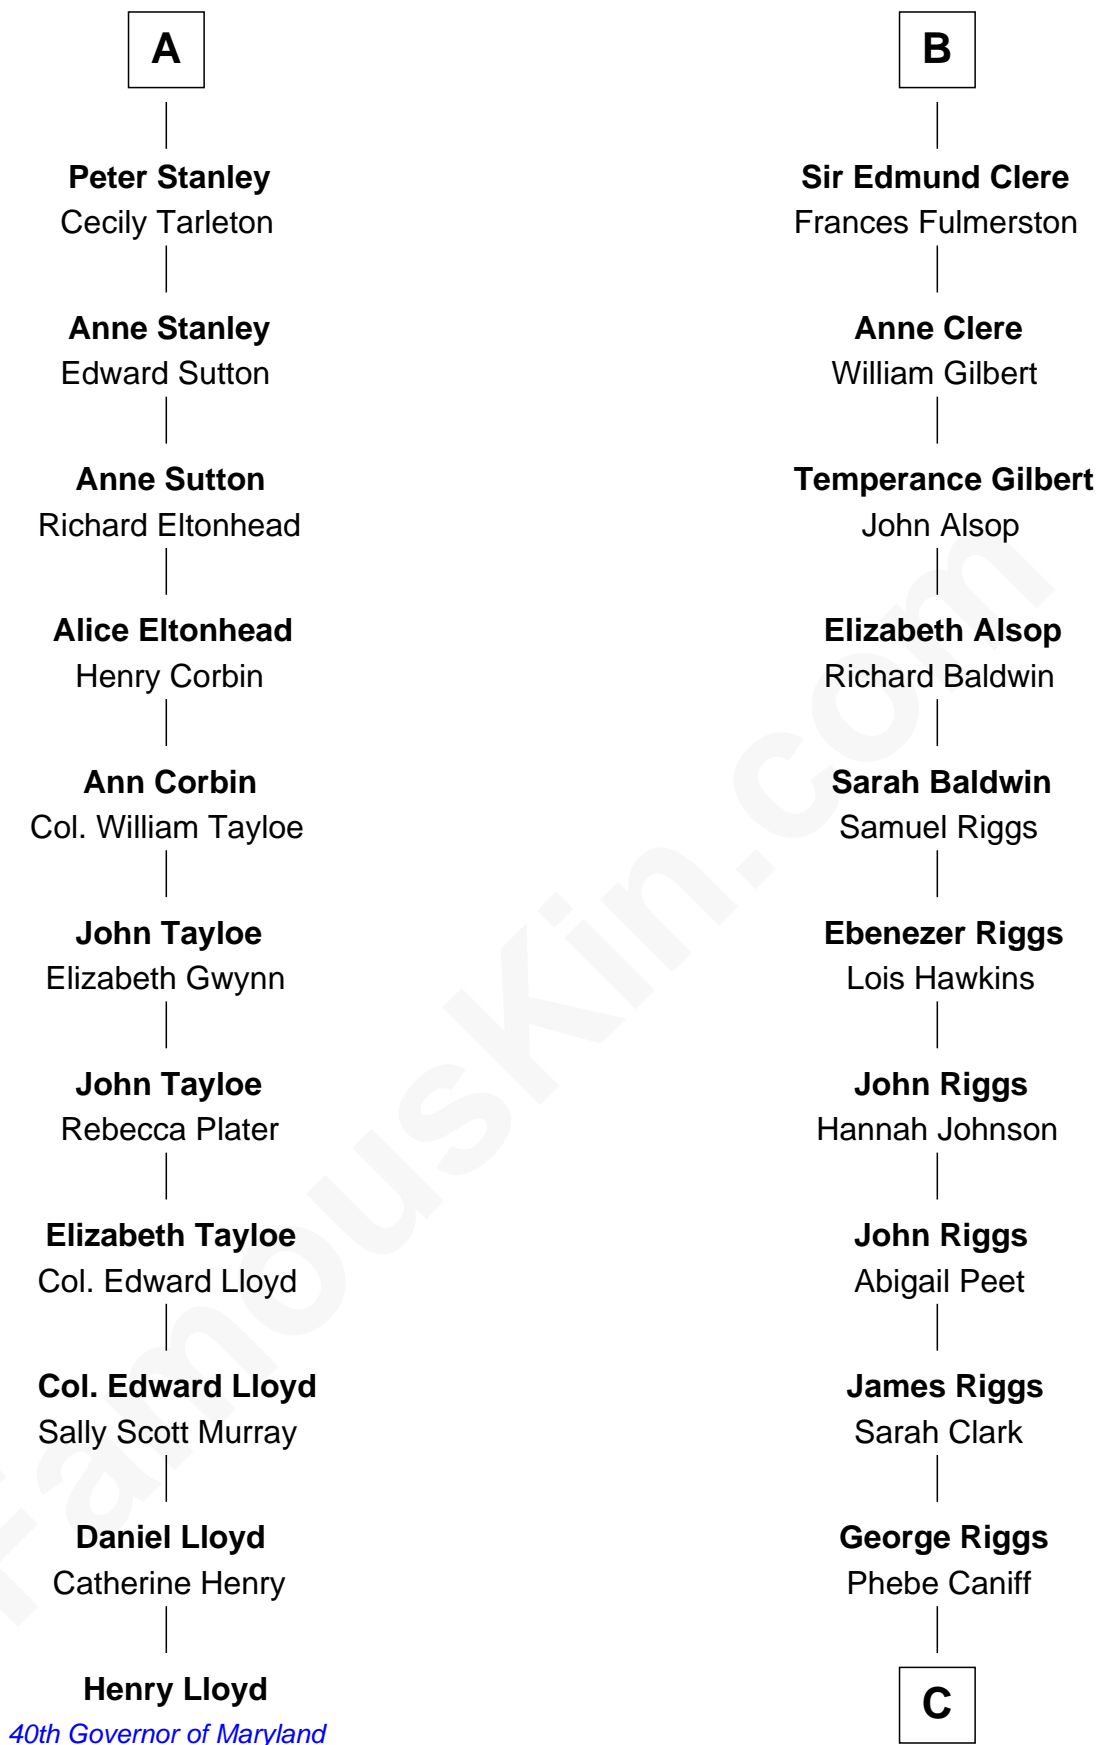 A
Peter Stanley
Cecily Tarleton
Anne Stanley
Edward Sutton
Anne Sutton
Richard Eltonhead
Alice Eltonhead
Henry Corbin
Ann Corbin
Col. William Tayloe
John Tayloe
Elizabeth Gwynn
John Tayloe
Rebecca Plater
Elizabeth Tayloe
Col. Edward Lloyd
Col. Edward Lloyd
Sally Scott Murray
Daniel Lloyd
Catherine Henry
Henry Lloyd
40th Governor of Maryland
B
Sir Edmund Clere
Frances Fulmerston
Anne Clere
William Gilbert
Temperance Gilbert
John Alsop
Elizabeth Alsop
Richard Baldwin
Sarah Baldwin
Samuel Riggs
Ebenezer Riggs
Lois Hawkins
John Riggs
Hannah Johnson
John Riggs
Abigail Peet
James Riggs
Sarah Clark
George Riggs
Phebe Caniff
C
FamousKin.com